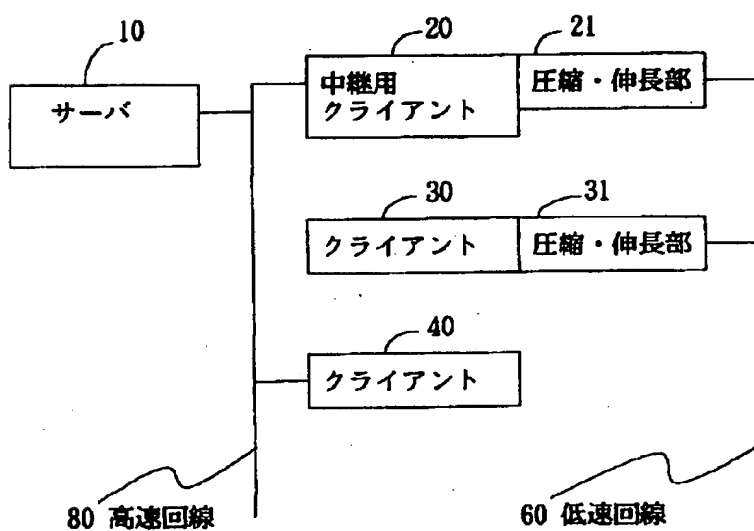 10
20
21
サーバ
中継用
クライアント
圧縮・伸長部
30
31
クライアント
圧縮・伸長部
40
クライアント
80 高速回線
60 低速回線